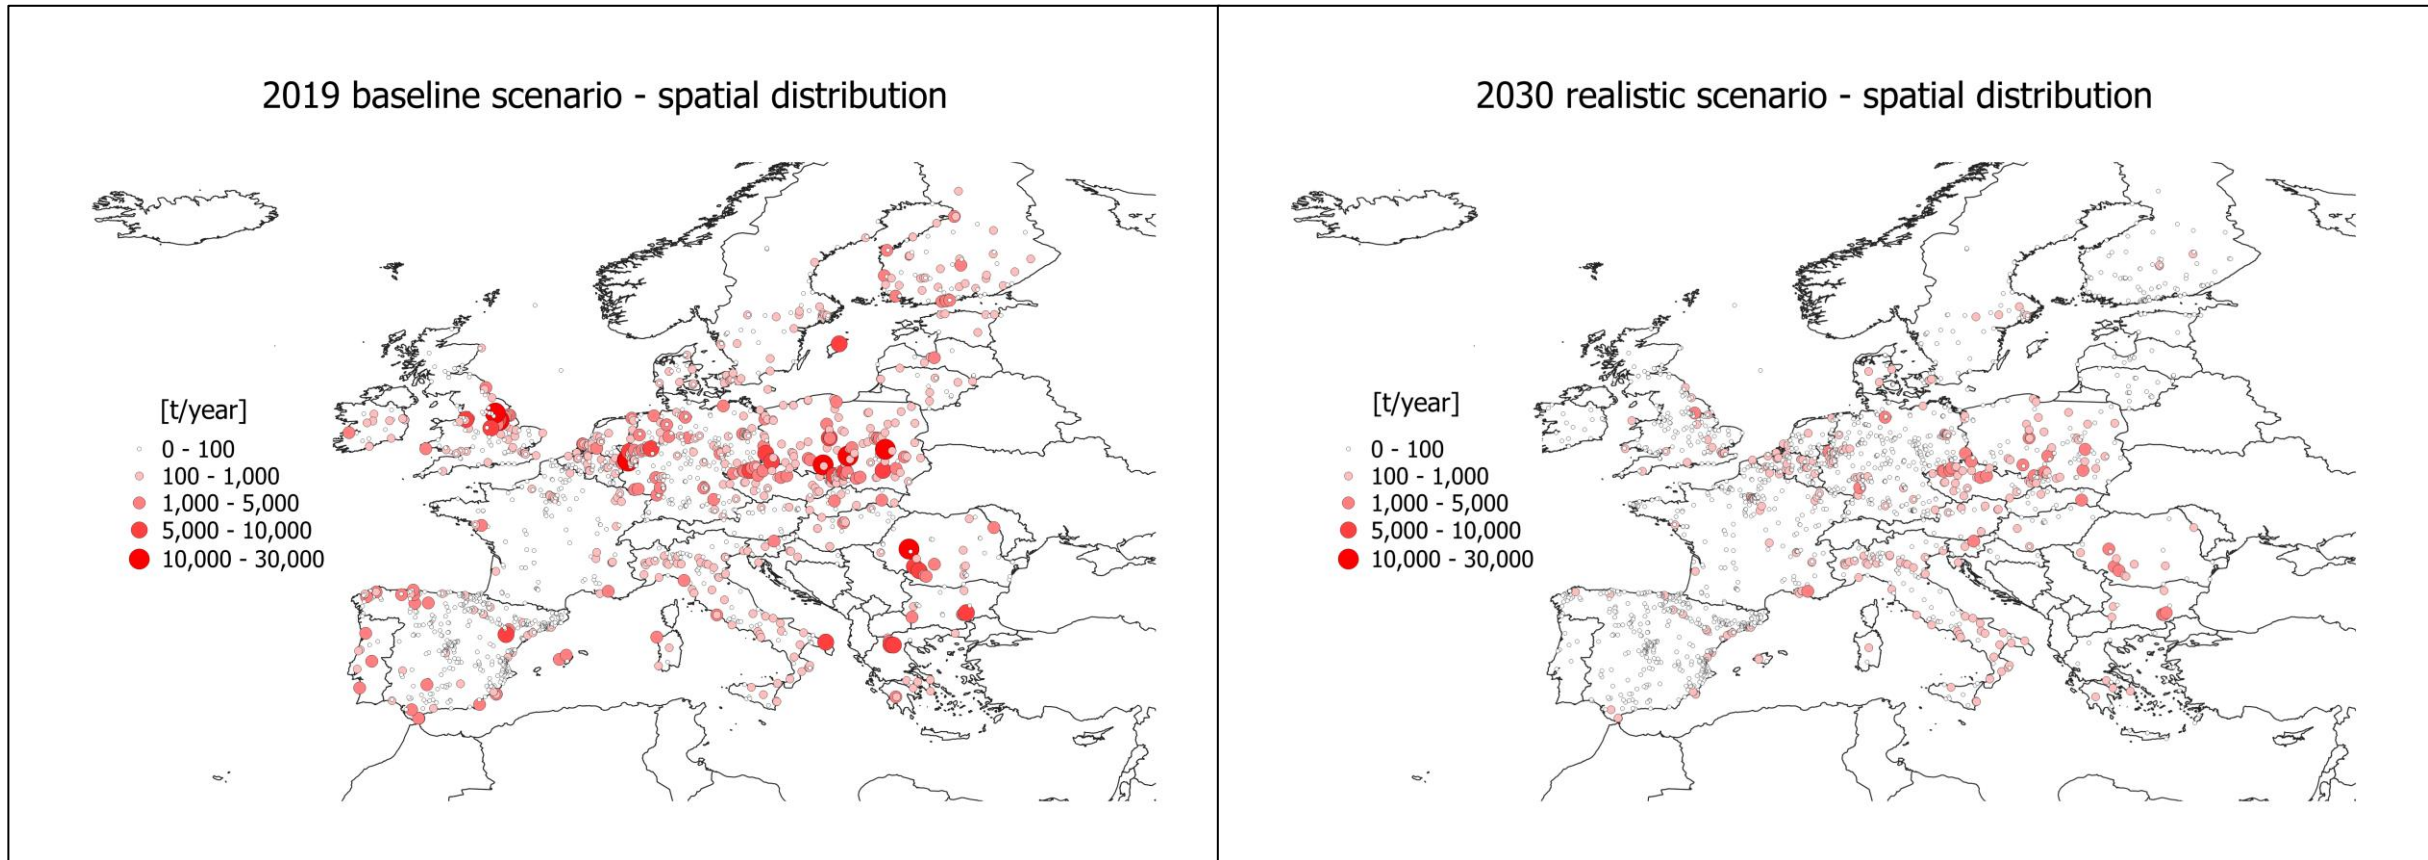 2019 baseline scenario - spatial distribution
[t/year]
0 - 100
100 - 1,000
1,000 - 5,000
5,000 - 10,000
10,000 - 30,000
2030 realistic scenario - spatial distribution
[t/year]
0 - 100
100 - 1,000
1,000 - 5,000
5,000 - 10,000
10,000 - 30,000